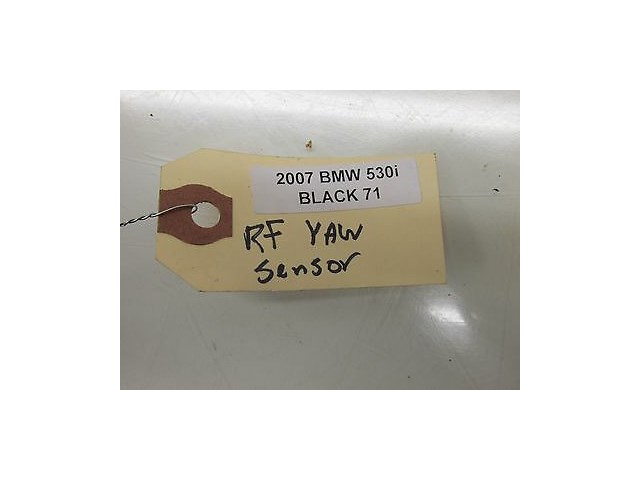 2007 BMW 530i
BLACK 71
RF YAW
Sensor